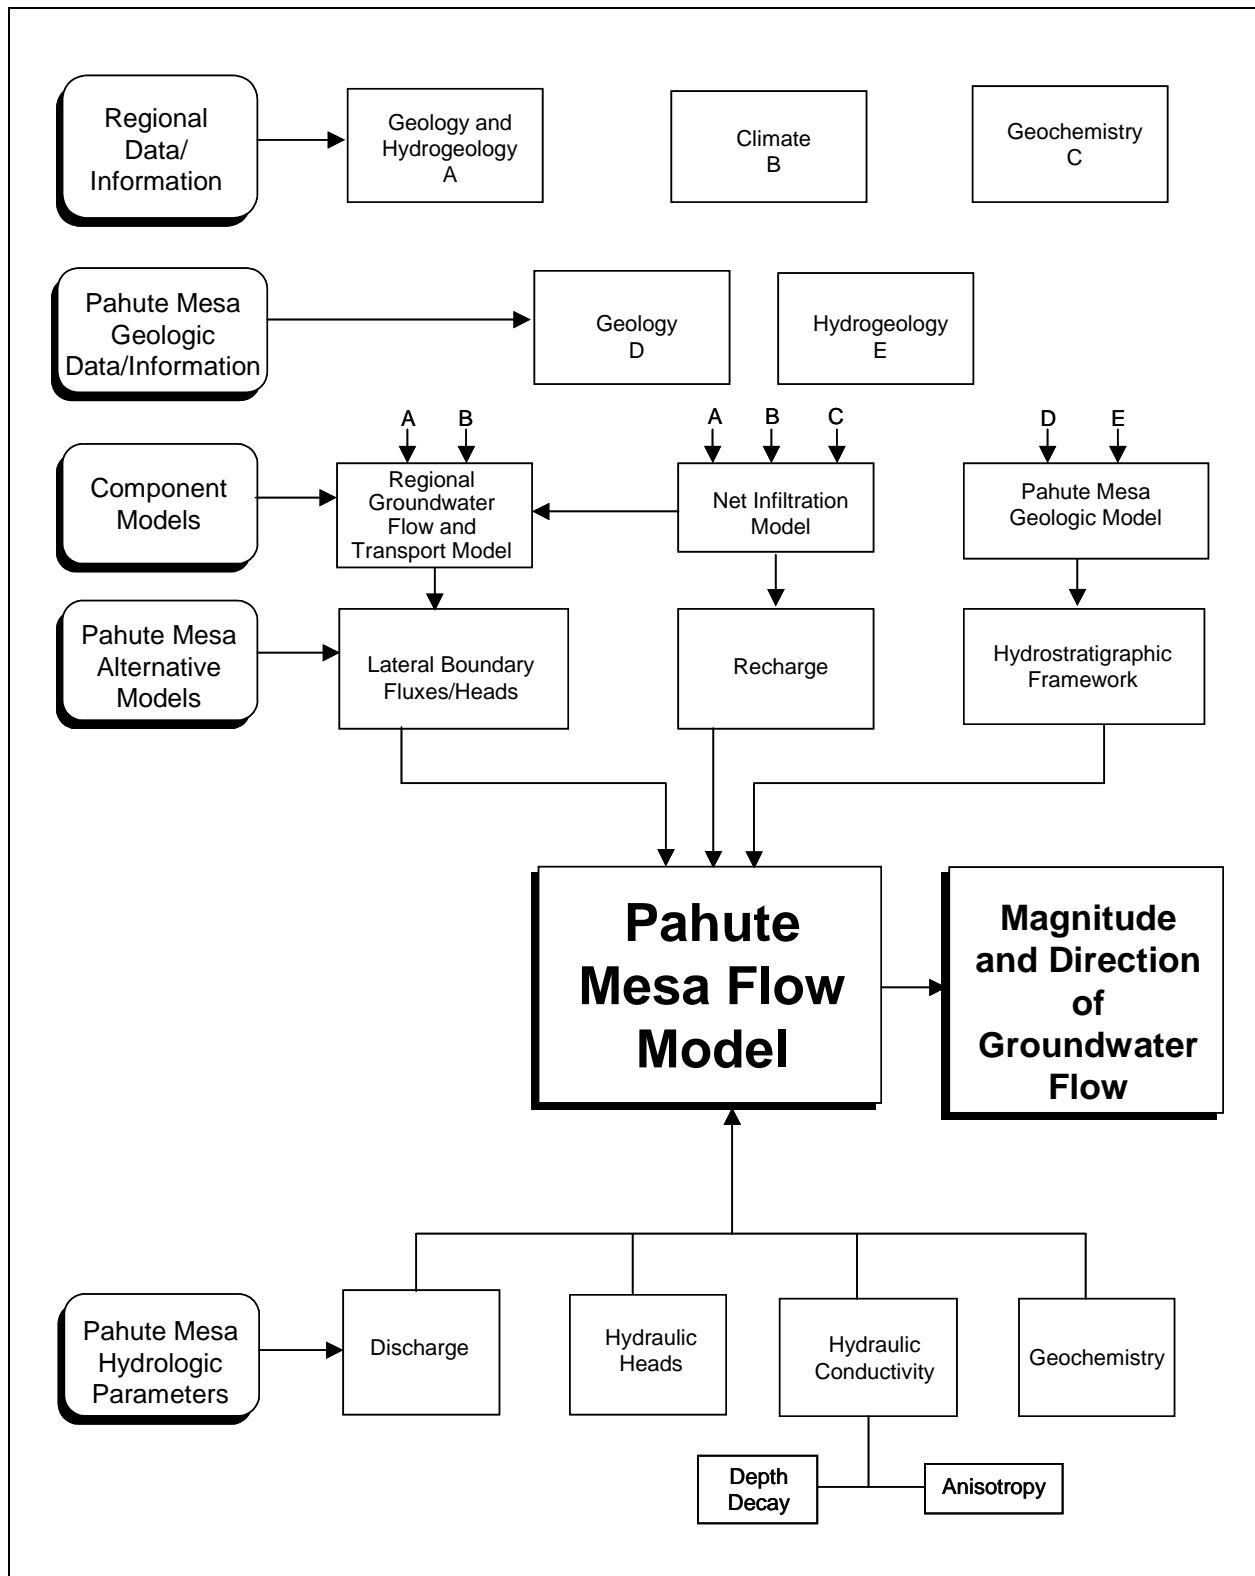 Regional
Data/
Information
Geology and
Hydrogeology
A
Climate
B
Geochemistry
C
Pahute Mesa
Geologic
Data/Information
Geology
D
Hydrogeology
E
A
B
A
B
C
D
E
Component
Models
Regional
Groundwater
Flow and
Transport Model
Net Infiltration
Model
Pahute Mesa
Geologic Model
Pahute Mesa
Alternative
Models
Lateral Boundary
Fluxes/Heads
Recharge
Hydrostratigraphic
Framework
Pahute
Mesa Flow
Model
Magnitude
and Direction
of
Groundwater
Flow
Pahute Mesa
Hydrologic
Parameters
Discharge
Hydraulic
Heads
Hydraulic
Conductivity
Geochemistry
Depth
Decay
Anisotropy